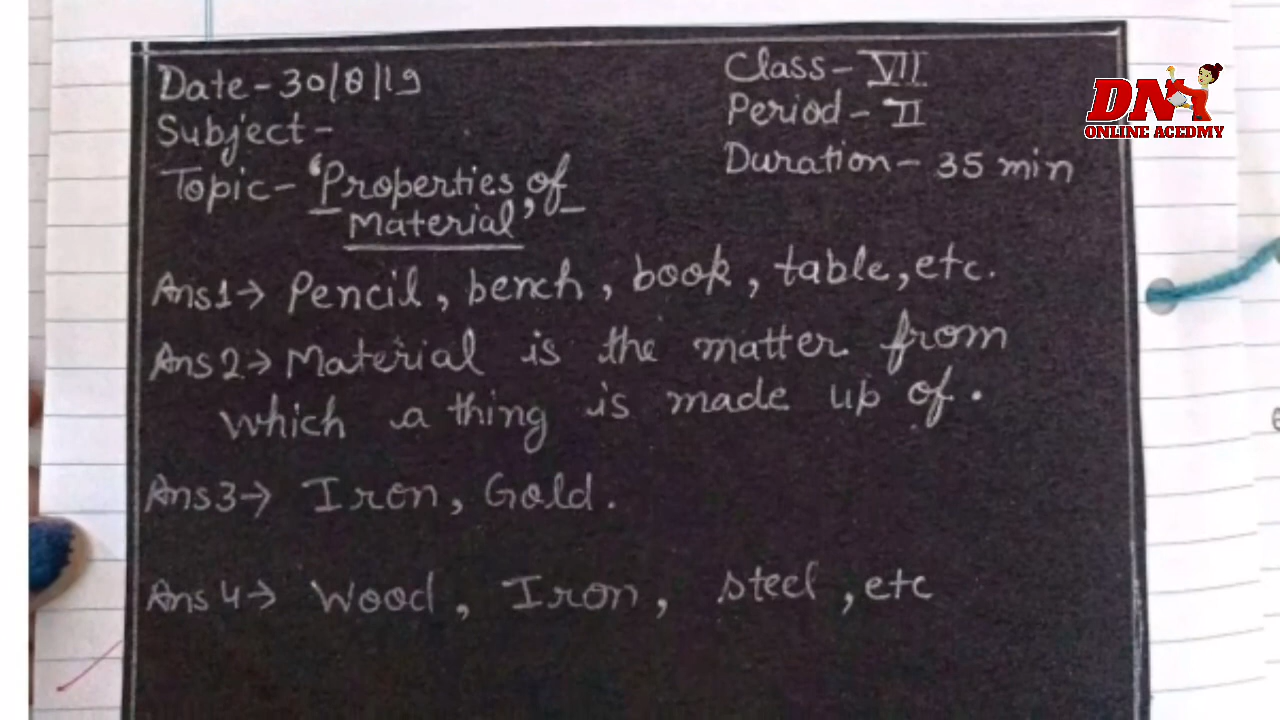 Date - 30/8/19
Subject -
Topic - 'Properties of
Material'
Class - VII
Period - II
Duration - 35 min
DN
ONLINE ACEDMY
Ans1→ Pencil, bench, book, table, etc.
Ans2→ Material is the matter from
which a thing is made up of.
Ans3→ Iron, Gold.
Ans4→ Wood, Iron, steel, etc